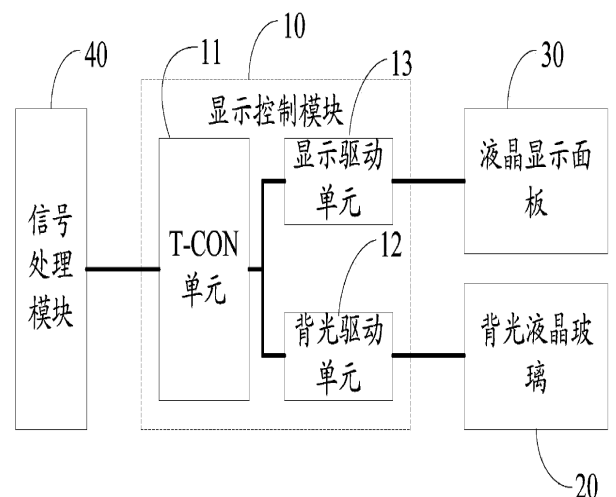 40
11
10
13
30
显示控制模块
信号
处理
模块
T-CON
单元
显示驱动
单元
液晶显示面
板
12
背光驱动
单元
背光液晶玻
璃
20